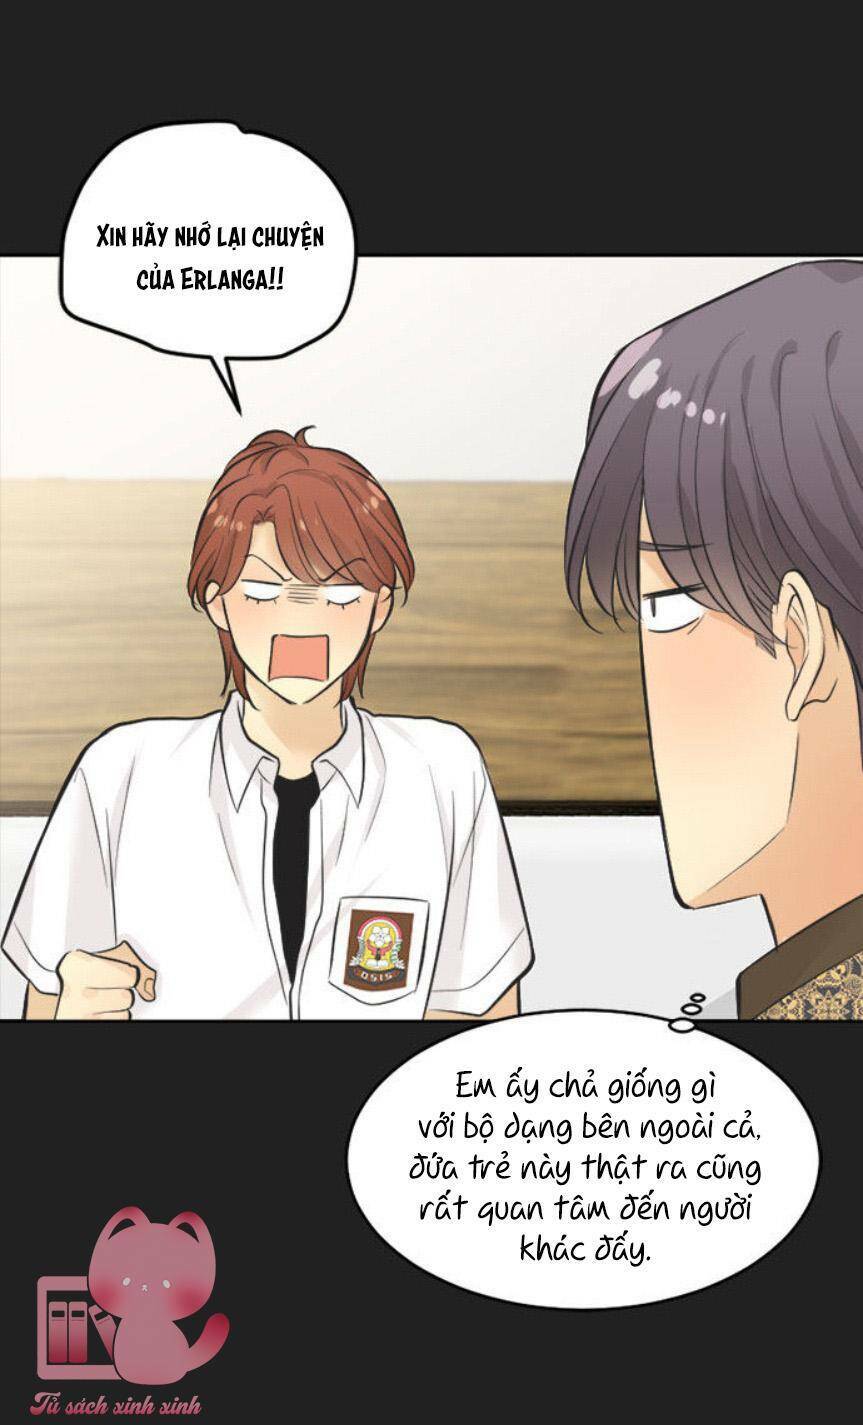 XIN HÃY NHỚ LẠI CHUYỆN
CỦA ERLANGA!!
OSIS
Em ấy chả giống gì
với bộ dạng bên ngoài cả,
đứa trẻ này thật ra cũng
rất quan tâm đến người
khác đấy.
Tủ sách xinh xinh